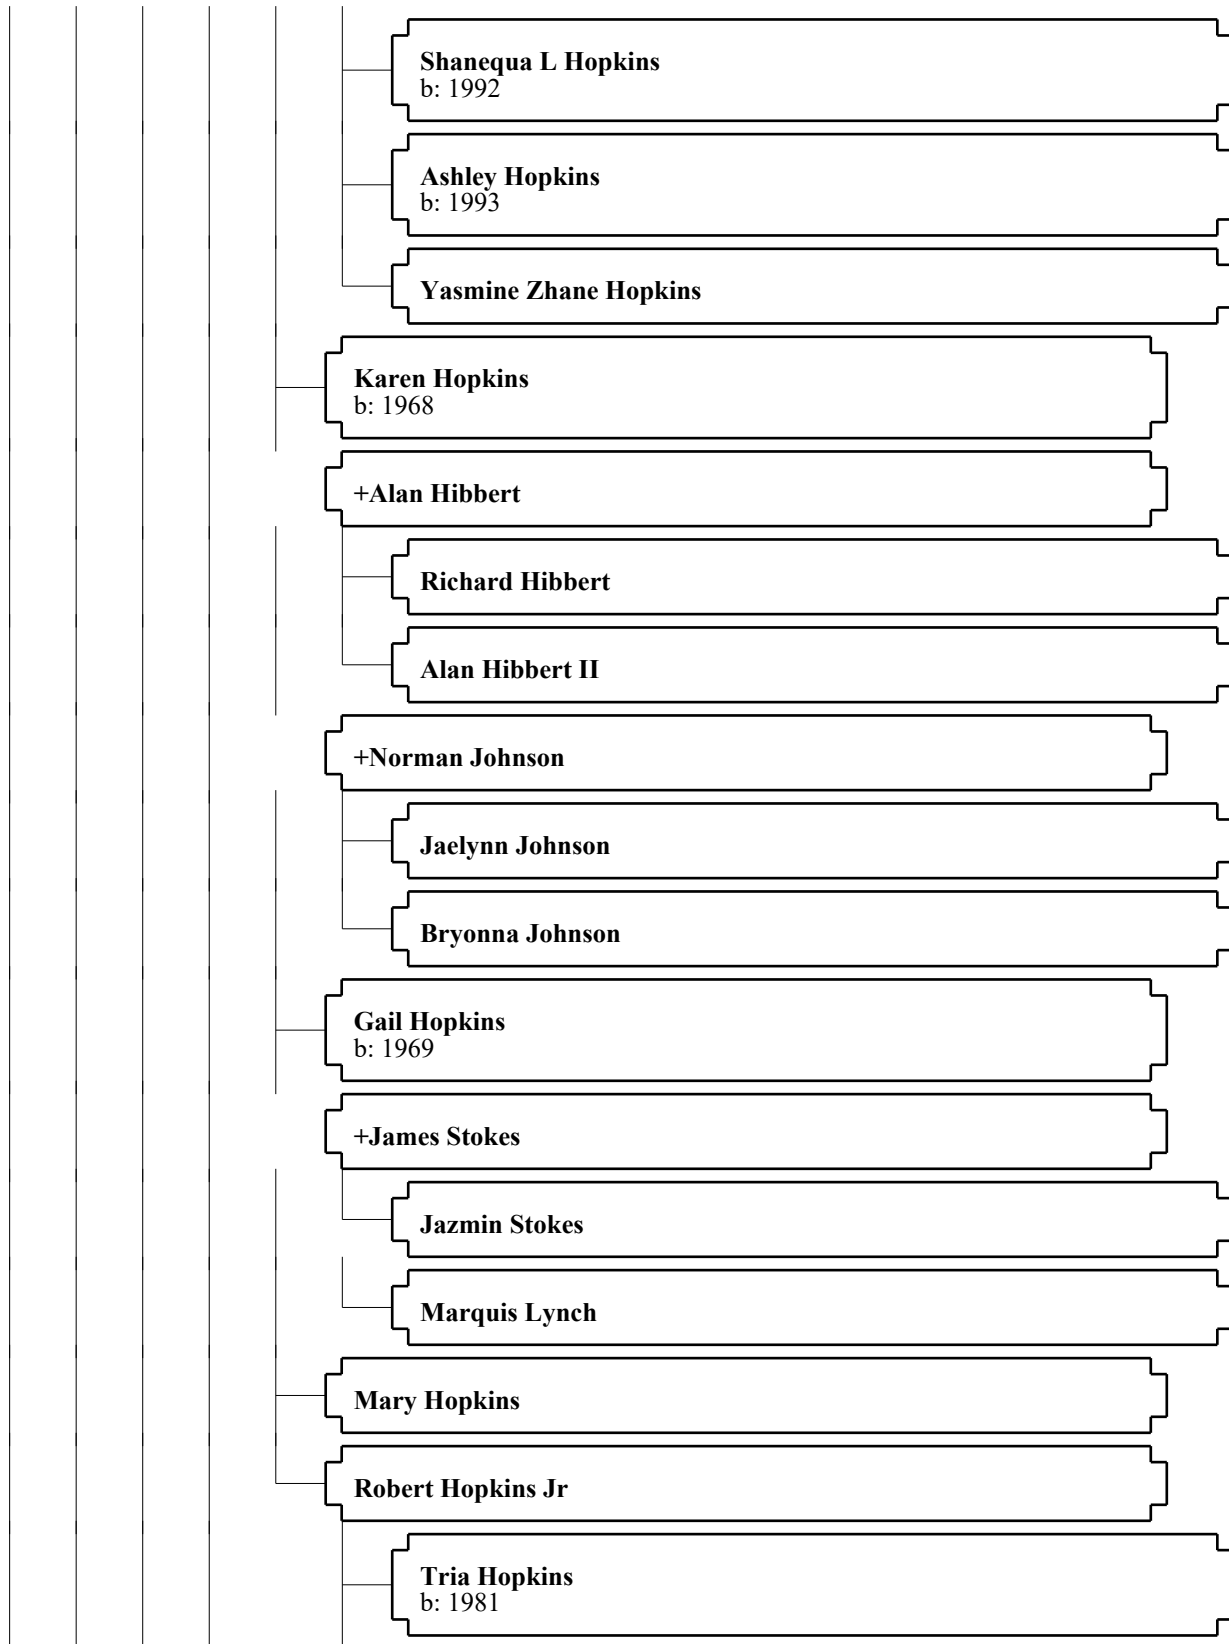 Shanequa L Hopkins
b: 1992
Ashley Hopkins
b: 1993
Yasmine Zhane Hopkins
Karen Hopkins
b: 1968
+Alan Hibbert
Richard Hibbert
Alan Hibbert II
+Norman Johnson
Jaelynn Johnson
Bryonna Johnson
Gail Hopkins
b: 1969
+James Stokes
Jazmin Stokes
Marquis Lynch
Mary Hopkins
Robert Hopkins Jr
Tria Hopkins
b: 1981